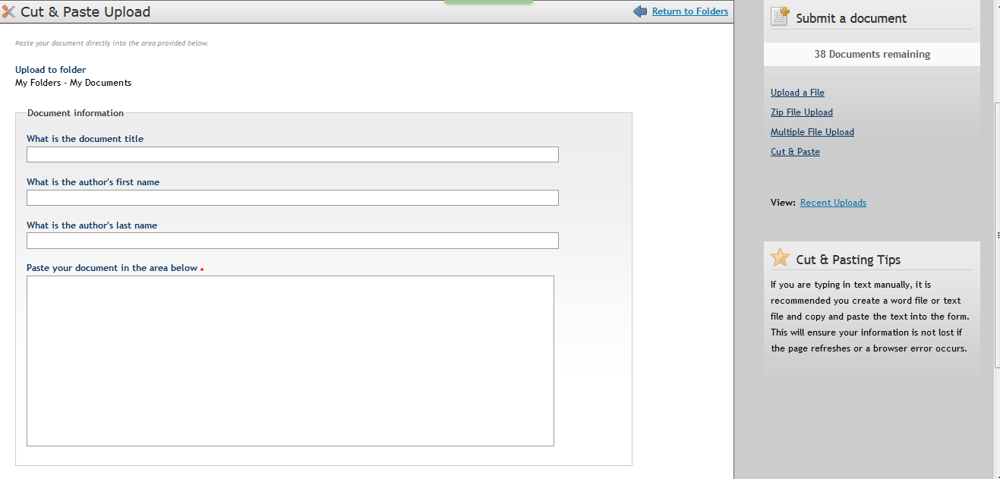 Cut & Paste Upload
Return to Folders
Paste your document directly into the area provided below.
Upload to folder
My Folders - My Documents
Document information
What is the document title
What is the author's first name
What is the author's last name
Paste your document in the area below
Submit a document
38 Documents remaining
Upload a File
Zip File Upload
Multiple File Upload
Cut & Paste
View: Recent Uploads
Cut & Pasting Tips
If you are typing in text manually, it is
recommended you create a word file or text
file and copy and paste the text into the form.
This will ensure your information is not lost if
the page refreshes or a browser error occurs.